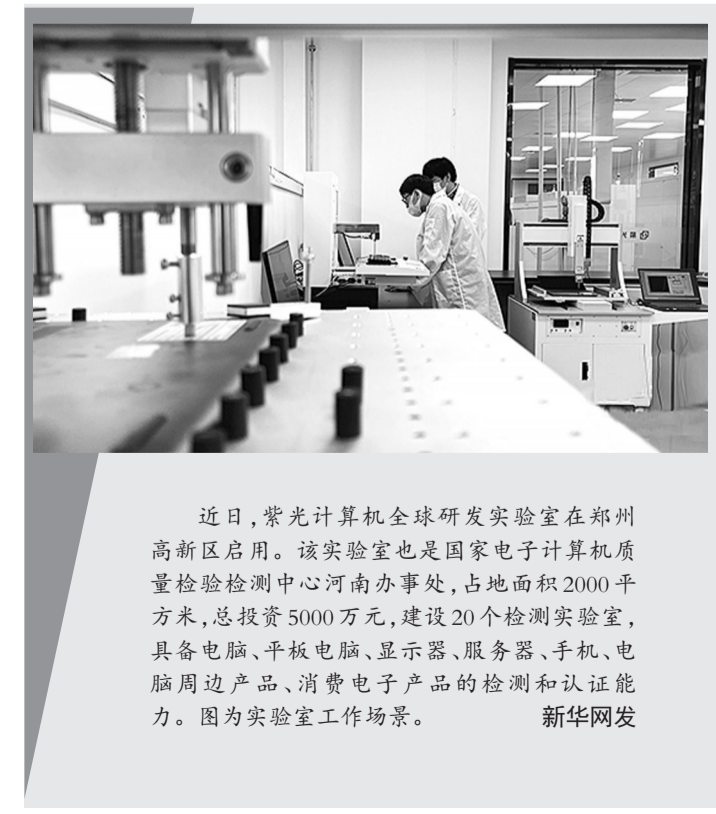 近日,紫光计算机全球研发实验室在郑州
高新区启用。该实验室也是国家电子计算机质
量检验检测中心河南办事处,占地面积2000平
方米,总投资5000万元,建设20个检测实验室,
具备电脑、平板电脑、显示器、服务器、手机、电
脑周边产品、消费电子产品的检测和认证能
力。图为实验室工作场景。 新华网发